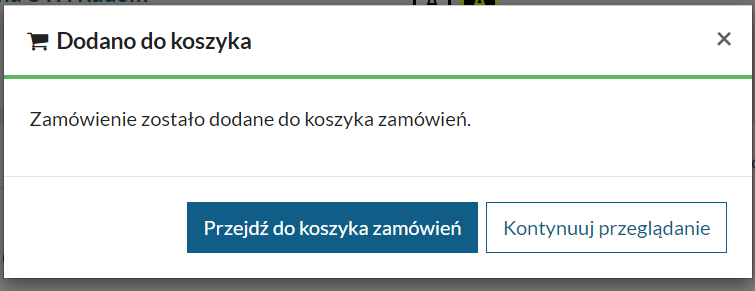 Dodano do koszyka
×
Zamówienie zostało dodane do koszyka zamówień.
Przejdź do koszyka zamówień
Kontynuuj przeglądanie